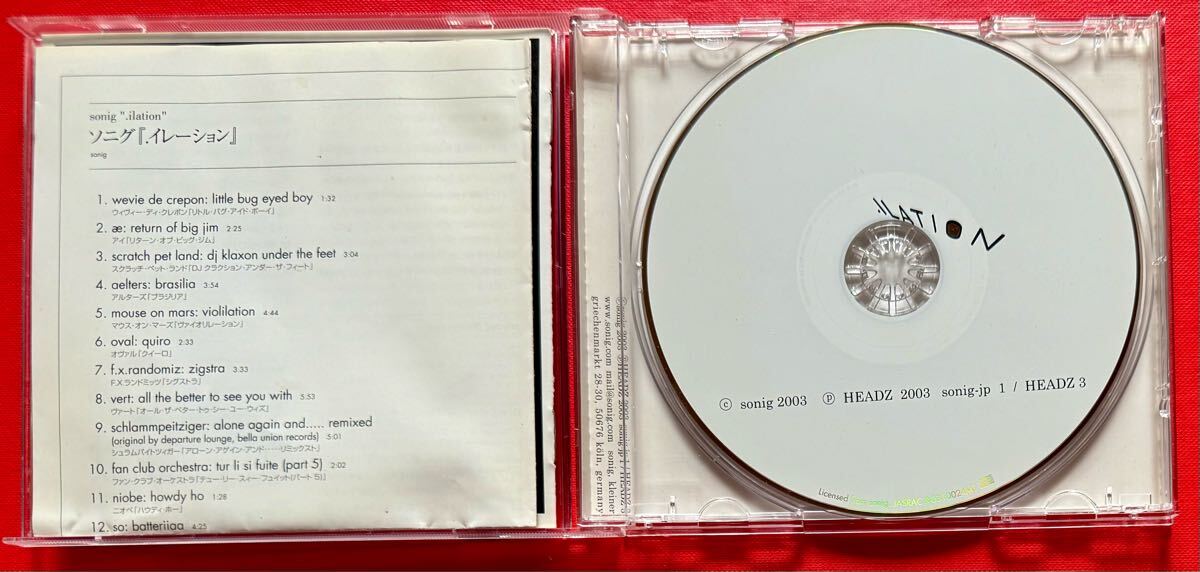 sonig ".ilation"
ソニグ『.イレーション』
sonig
1. wevie de crepon: little bug eyed boy 1:32
ウィヴィー・ディ・クレポン「リトル・バグ・アイド・ボーイ」
2. æ: return of big jim 2:25
アイ「リターン・オブ・ビッグ・ジム」
3. scratch pet land: dj klaxon under the feet 3:04
スクラッチ・ペット・ランド「DJ クラクション・アンダー・ザ・フィート」
4. aelters: brasilia 3:54
アルターズ「ブラジリア」
5. mouse on mars: violilation 4:44
マウス・オン・マーズ「ヴァイオリレーション」
6. oval: quiro 2:33
オヴァル「クイーロ」
7. f.x.randomiz: zigstra 3:33
F.X.ランドミッツ「シグストラ」
8. vert: all the better to see you with 5:53
ヴァート「オール・ザ・ベター・トゥ・シー・ユー・ウィズ」
9. schlammpeitziger: alone again and..... remixed
(original by departure lounge, bella union records) 5:01
シュラムパイトツィガー「アローン・アゲイン・アンド・・・・・リミックスト」
10. fan club orchestra: tur li si fuite (part 5) 2:02
ファン・クラブ・オーケストラ「テュー・リー・スィー・フュイット(パート5)」
11. niobe: howdy ho 1:28
ニオベ「ハウディ・ホー」
12. so: batteriiaa 4:25
ⓒsonig 2003 ⓟHEADZ 2003 sonig-jp 1 / HEADZ 3
www.sonig.com mail@sonig.com sonig, kleiner
griechenmarkt 28-30, 50676 köln, germany
.ILATION
ⓒ sonig 2003 ⓟ HEADZ 2003 sonig-jp 1 / HEADZ 3
Licensed from sonig JASRAC